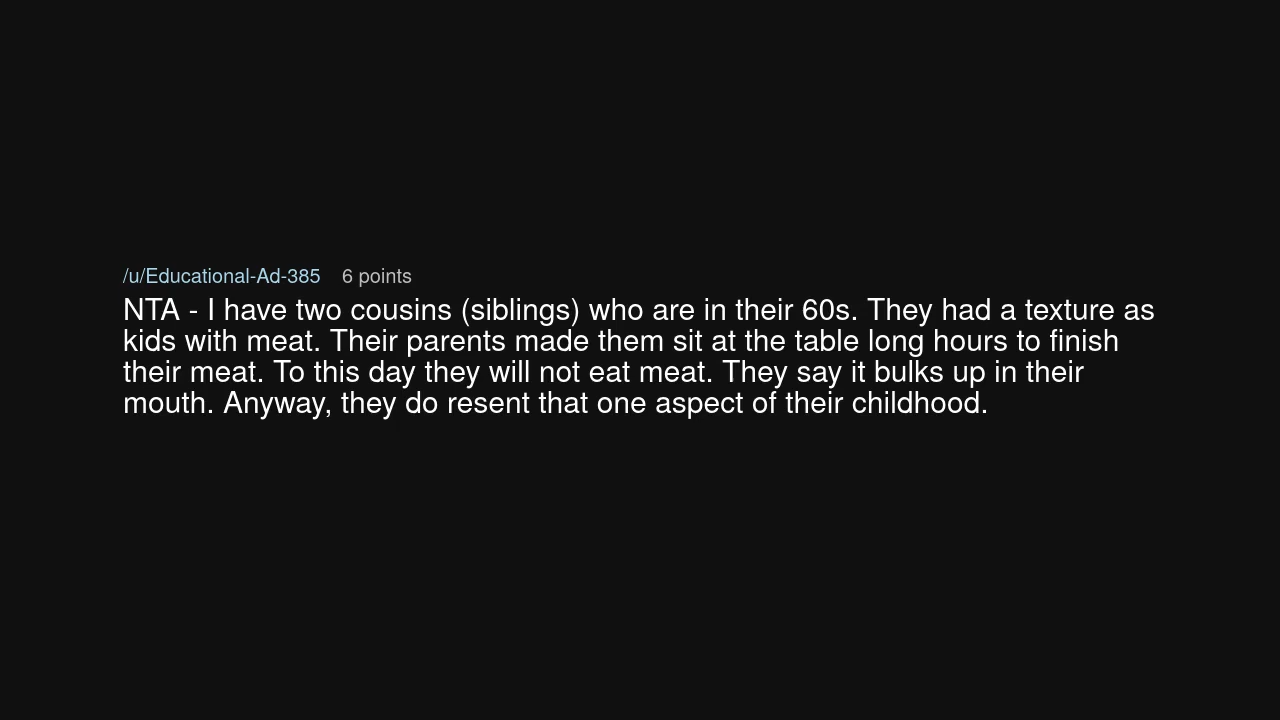 /u/Educational-Ad-385 6 points
NTA - I have two cousins (siblings) who are in their 60s. They had a texture as
kids with meat. Their parents made them sit at the table long hours to finish
their meat. To this day they will not eat meat. They say it bulks up in their
mouth. Anyway, they do resent that one aspect of their childhood.